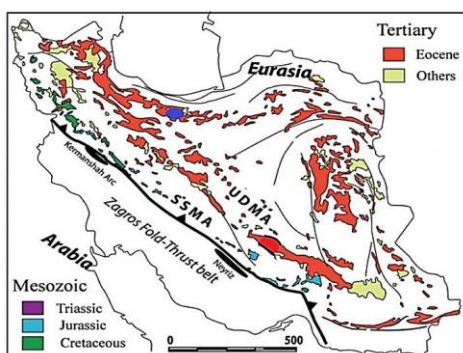 Tertiary
Eocene
Others
Eurasia
Kermanshah Arc
SSMA
UDMA
Zagros Fold-Thrust belt
Neyriz
Arabia
Mesozoic
Triassic
Jurassic
Cretaceous
0
500